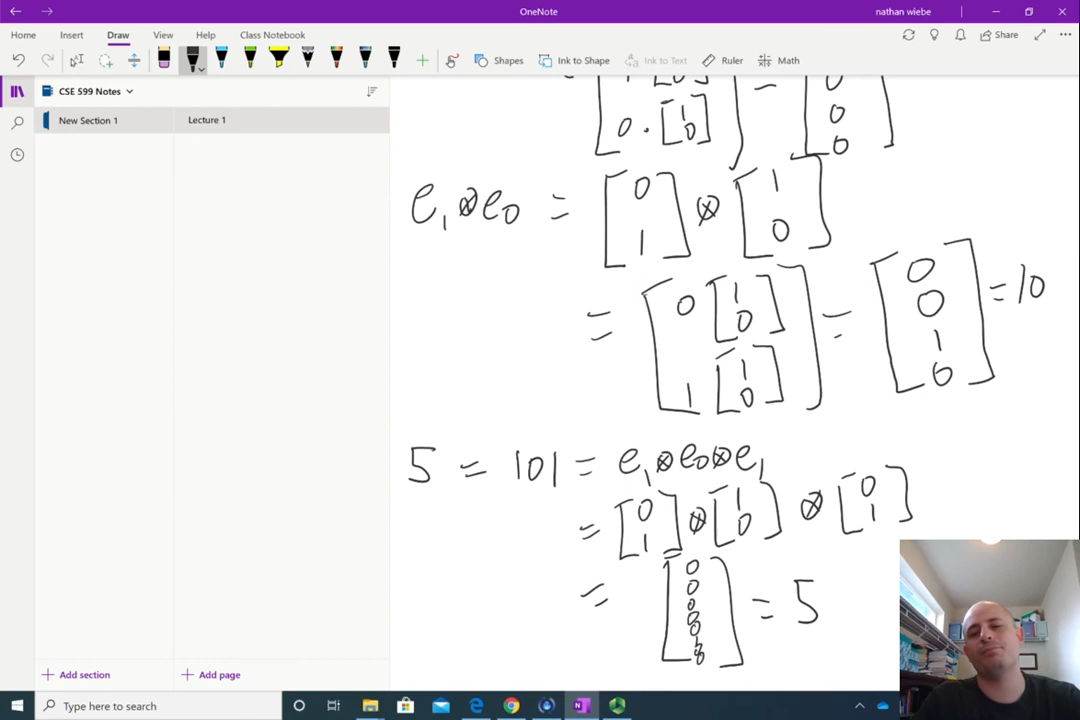 OneNote
nathan wiebe
Home Insert Draw View Help Class Notebook
Share
Shapes Ink to Shape Ink to Text Ruler Math
CSE 599 Notes
New Section 1
Lecture 1
0 · [1 0]
0
0
e₁⊗e₀ = [0 1] ⊗ [1 0]
= [0 [1 0] 1 [1 0]] = [0 0 1 0] = 10
5 = 101 = e₁⊗e₀⊗e₁
= [0 1] ⊗ [1 0] ⊗ [0 1]
= 5
+ Add section
+ Add page
Type here to search